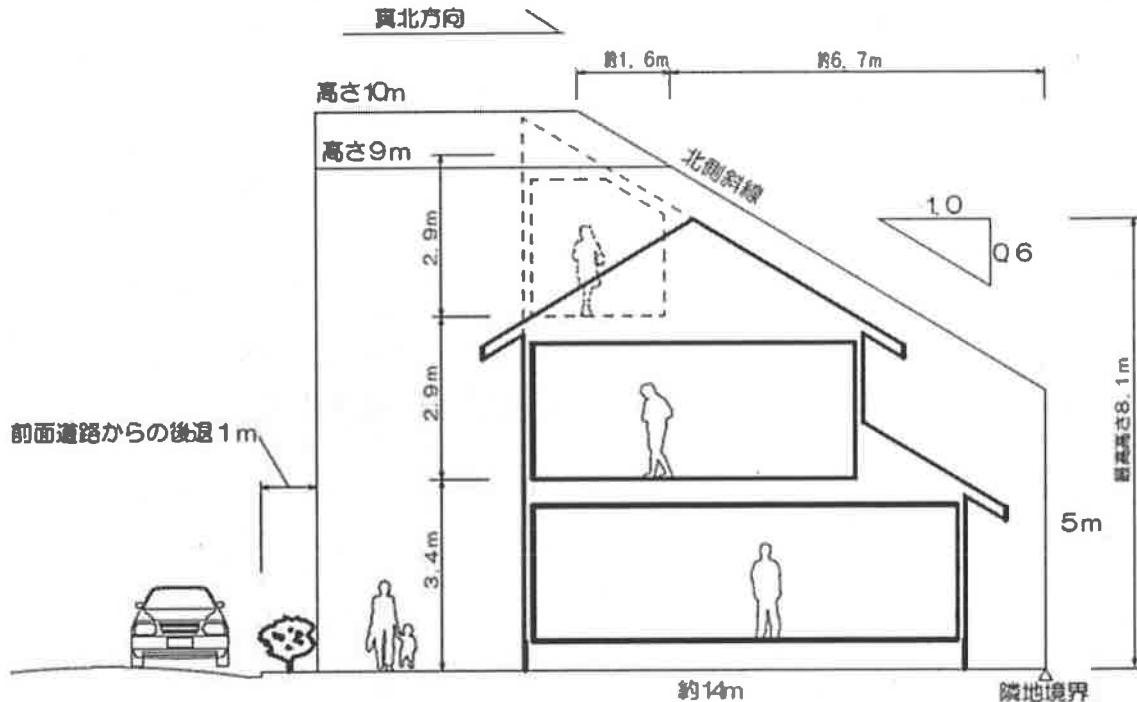 真北方向
約1.6m
約6.7m
高さ10m
高さ9m
北側斜線
1.0
0.6
2.9m
2.9m
3.4m
最高高さ8.1m
前面道路からの後退1m
5m
約14m
隣地境界